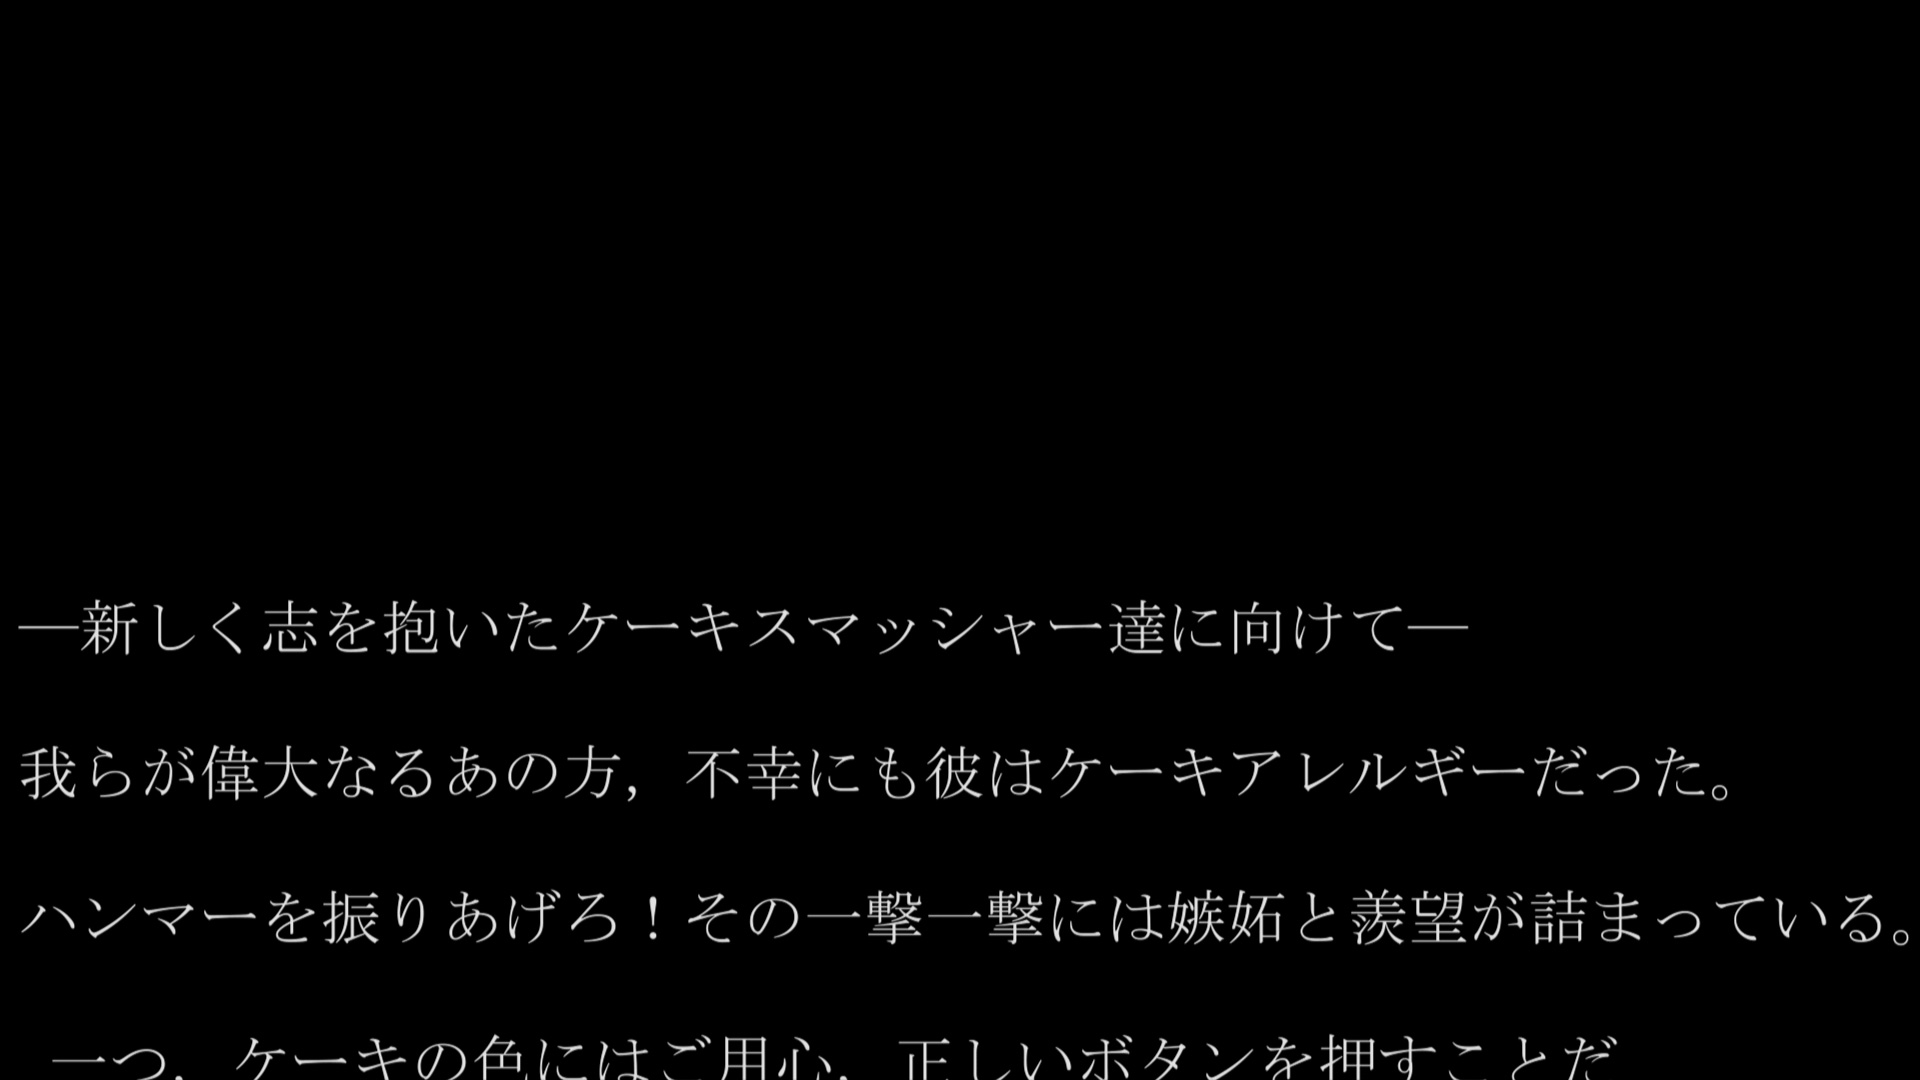 ―新しく志を抱いたケーキスマッシャー達に向けて―
我らが偉大なるあの方，不幸にも彼はケーキアレルギーだった。
ハンマーを振りあげろ！その一撃一撃には嫉妬と羨望が詰まっている。
一つ，ケーキの色にはご用心，正しいボタンを押すことだ